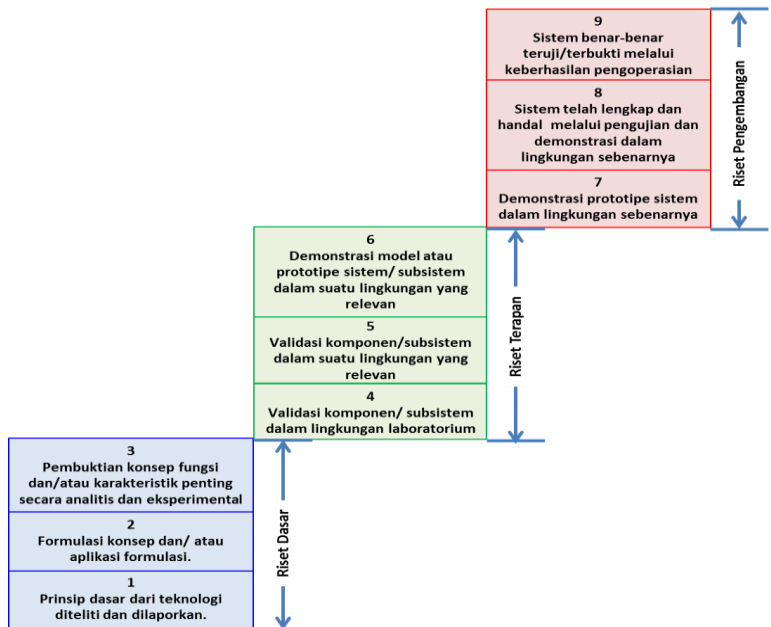 9
Sistem benar-benar
teruji/terbukti melalui
keberhasilan pengoperasian
8
Sistem telah lengkap dan
handal melalui pengujian dan
demonstrasi dalam
lingkungan sebenarnya
7
Demonstrasi prototipe sistem
dalam lingkungan sebenarnya
Riset Pengembangan
6
Demonstrasi model atau
prototipe sistem/ subsistem
dalam suatu lingkungan yang
relevan
5
Validasi komponen/subsistem
dalam suatu lingkungan yang
relevan
4
Validasi komponen/ subsistem
dalam lingkungan laboratorium
Riset Terapan
3
Pembuktian konsep fungsi
dan/atau karakteristik penting
secara analitis dan eksperimental
2
Formulasi konsep dan/ atau
aplikasi formulasi.
1
Prinsip dasar dari teknologi
diteliti dan dilaporkan.
Riset Dasar